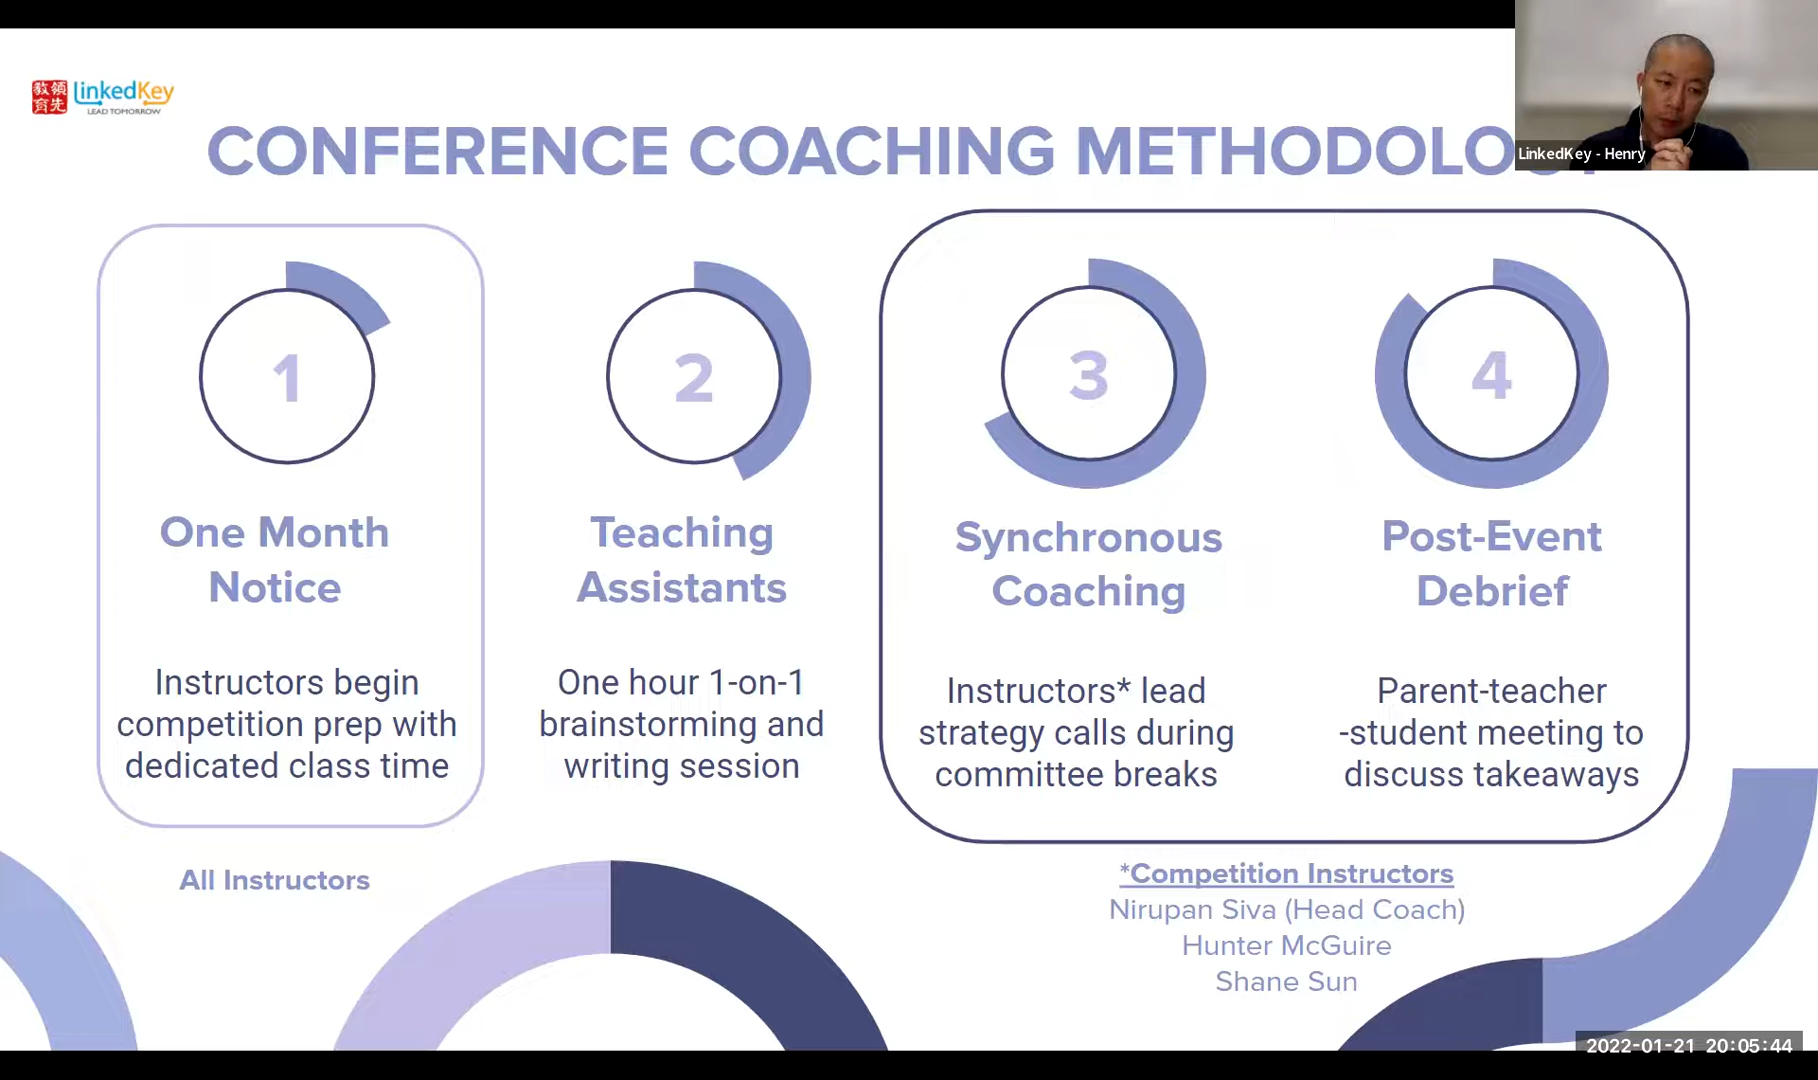 教領
育先
LinkedKey
LEAD TOMORROW
CONFERENCE COACHING METHODOLO
LinkedKey - Henry
1
2
3
4
One Month
Notice
Teaching
Assistants
Synchronous
Coaching
Post-Event
Debrief
Instructors begin
competition prep with
dedicated class time
One hour 1-on-1
brainstorming and
writing session
Instructors* lead
strategy calls during
committee breaks
Parent-teacher
-student meeting to
discuss takeaways
All Instructors
*Competition Instructors
Nirupan Siva (Head Coach)
Hunter McGuire
Shane Sun
2022-01-21 20:05:44